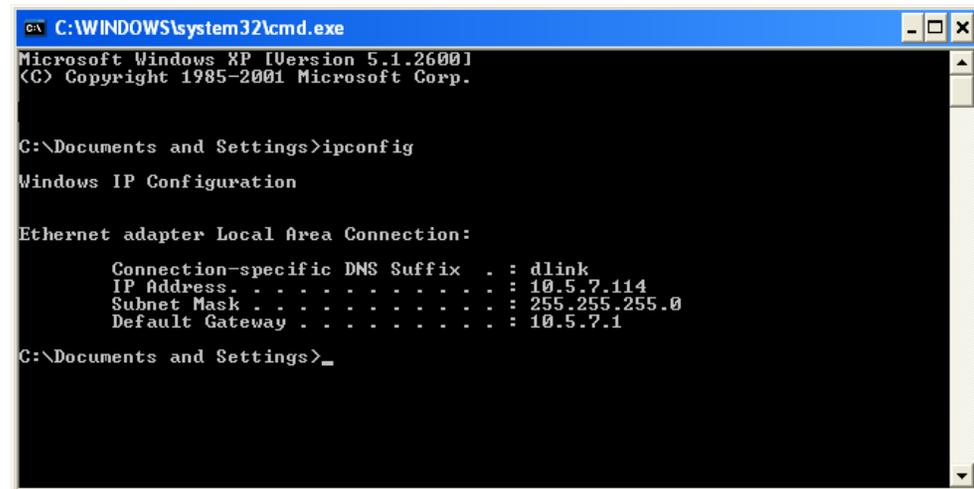 C:\WINDOWS\system32\cmd.exe
Microsoft Windows XP [Version 5.1.2600]
(C) Copyright 1985-2001 Microsoft Corp.
C:\Documents and Settings>ipconfig
Windows IP Configuration
Ethernet adapter Local Area Connection:
Connection-specific DNS Suffix . : dlink
IP Address. . . . . . . . . . . . : 10.5.7.114
Subnet Mask . . . . . . . . . . . : 255.255.255.0
Default Gateway . . . . . . . . . : 10.5.7.1
C:\Documents and Settings>_